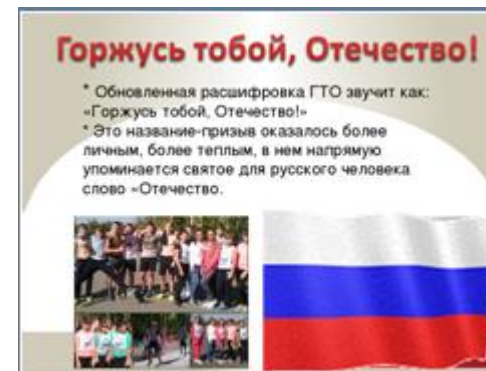 Горжусь тобой, Отечество!
* Обновленная расшифровка ГТО звучит как:
«Горжусь тобой, Отечество!»
* Это название-призыв оказалось более
личным, более теплым, в нем напрямую
упоминается святое для русского человека
слово «Отечество.